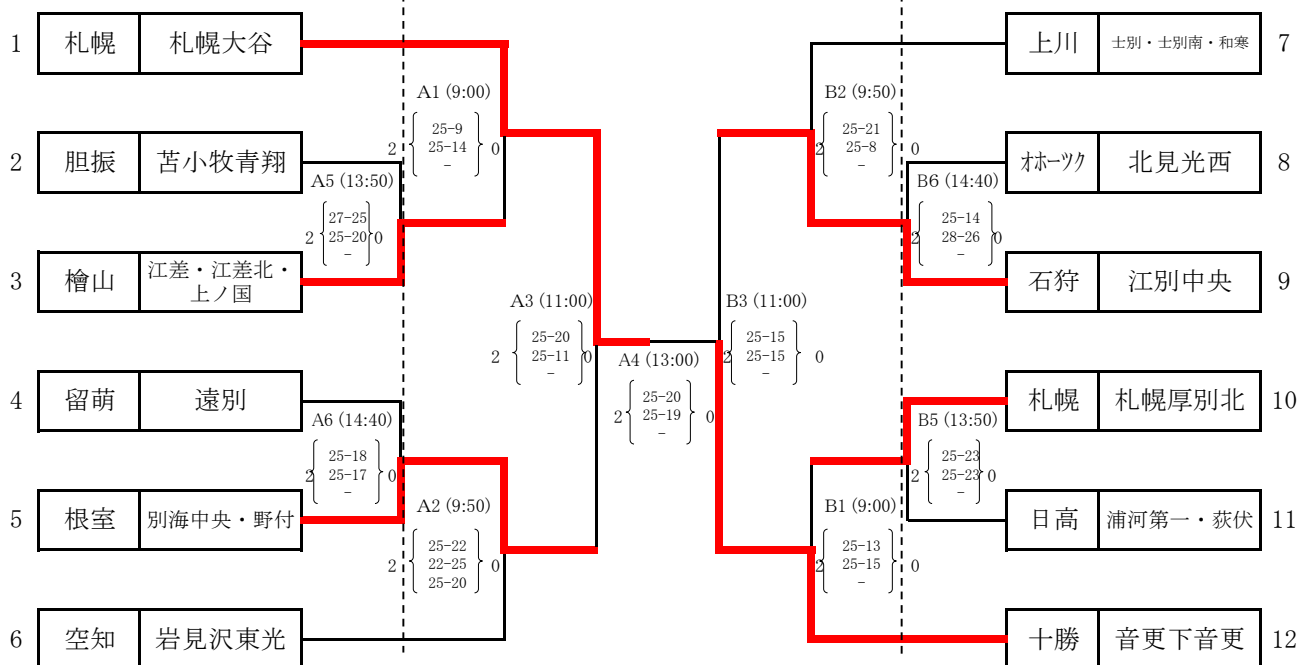 1 札幌 札幌大谷
2 胆振 苫小牧青翔
3 檜山 江差・江差北・
上ノ国
4 留萌 遠別
5 根室 別海中央・野付
6 空知 岩見沢東光
A1 (9:00)
25-9
2 25-14 0
-
A5 (13:50)
27-25
2 25-20 0
-
A3 (11:00)
25-20
2 25-11 0
-
A6 (14:40)
25-18
2 25-17 0
-
A2 (9:50)
25-22
2 22-25 0
25-20
A4 (13:00)
25-20
2 25-19 0
-
B2 (9:50)
25-21
2 25-8 0
-
B6 (14:40)
25-14
2 28-26 0
-
B3 (11:00)
25-15
2 25-15 0
-
B5 (13:50)
25-23
2 25-23 0
-
B1 (9:00)
25-13
2 25-15 0
-
上川 士別・士別南・和寒 7
オホーツク 北見光西 8
石狩 江別中央 9
札幌 札幌厚別北 10
日高 浦河第一・荻伏 11
十勝 音更下音更 12